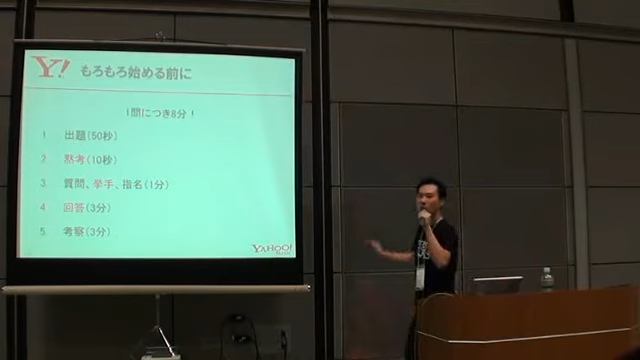 Y! もろもろ始める前に
1問につき8分！
1 出題(50秒)
2 黙考(10秒)
3 質問、挙手、指名(1分)
4 回答(3分)
5 考察(3分)
YAHOO!